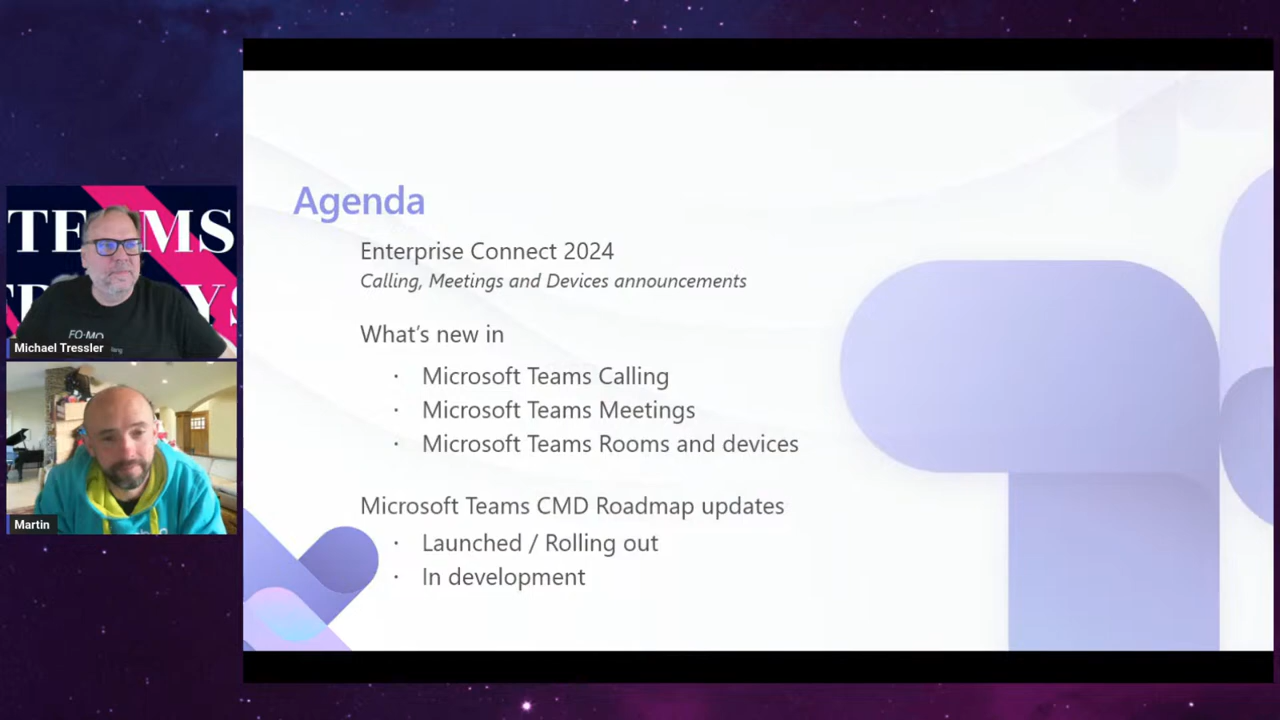 TEAMS
Michael Tressler
Martin
Agenda
Enterprise Connect 2024
Calling, Meetings and Devices announcements
What's new in
· Microsoft Teams Calling
· Microsoft Teams Meetings
· Microsoft Teams Rooms and devices
Microsoft Teams CMD Roadmap updates
· Launched / Rolling out
· In development